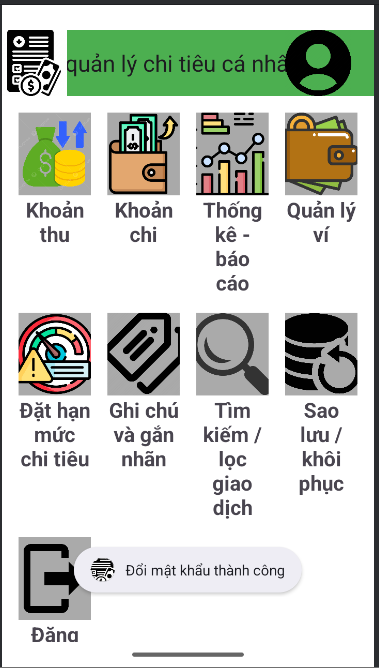 quản lý chi tiêu cá nhâ
Khoản
thu
Khoản
chi
Thống
kê -
báo
cáo
Quản lý
ví
Đặt hạn
mức
chi tiêu
Ghi chú
và gắn
nhãn
Tìm
kiếm /
lọc
giao
dịch
Sao
lưu /
khôi
phục
Đổi mật khẩu thành công
Đăng